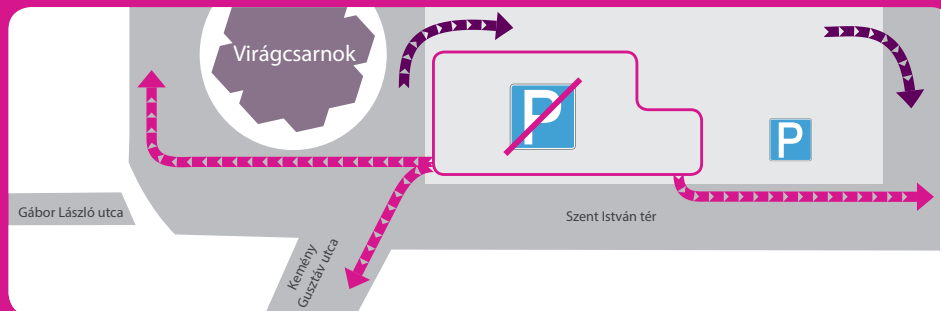 Virágcsarnok
P
P
Gábor László utca
Szent István tér
Kemény
Gusztáv utca